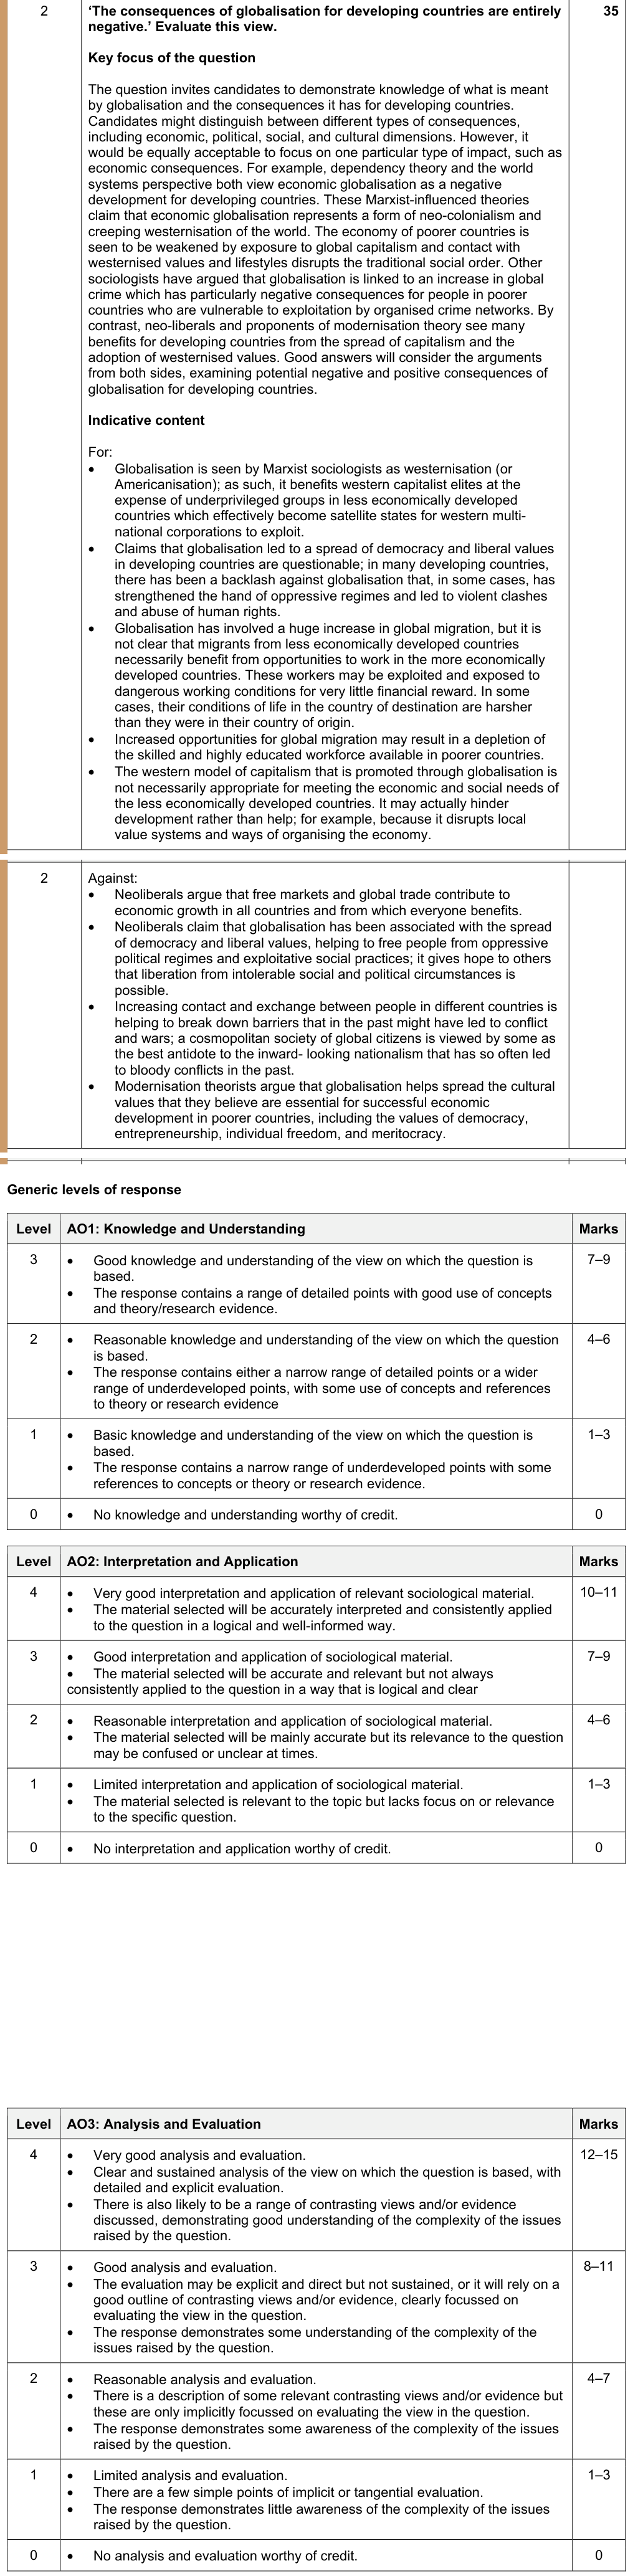 2 ‘The consequences of globalisation for developing countries are entirely 35
negative.’ Evaluate this view.
Key focus of the question
The question invites candidates to demonstrate knowledge of what is meant
by globalisation and the consequences it has for developing countries.
Candidates might distinguish between different types of consequences,
including economic, political, social, and cultural dimensions. However, it
would be equally acceptable to focus on one particular type of impact, such as
economic consequences. For example, dependency theory and the world
systems perspective both view economic globalisation as a negative
development for developing countries. These Marxist-influenced theories
claim that economic globalisation represents a form of neo-colonialism and
creeping westernisation of the world. The economy of poorer countries is
seen to be weakened by exposure to global capitalism and contact with
westernised values and lifestyles disrupts the traditional social order. Other
sociologists have argued that globalisation is linked to an increase in global
crime which has particularly negative consequences for people in poorer
countries who are vulnerable to exploitation by organised crime networks. By
contrast, neo-liberals and proponents of modernisation theory see many
benefits for developing countries from the spread of capitalism and the
adoption of westernised values. Good answers will consider the arguments
from both sides, examining potential negative and positive consequences of
globalisation for developing countries.
Indicative content
For:
• Globalisation is seen by Marxist sociologists as westernisation (or
Americanisation); as such, it benefits western capitalist elites at the
expense of underprivileged groups in less economically developed
countries which effectively become satellite states for western multi-
national corporations to exploit.
• Claims that globalisation led to a spread of democracy and liberal values
in developing countries are questionable; in many developing countries,
there has been a backlash against globalisation that, in some cases, has
strengthened the hand of oppressive regimes and led to violent clashes
and abuse of human rights.
• Globalisation has involved a huge increase in global migration, but it is
not clear that migrants from less economically developed countries
necessarily benefit from opportunities to work in the more economically
developed countries. These workers may be exploited and exposed to
dangerous working conditions for very little financial reward. In some
cases, their conditions of life in the country of destination are harsher
than they were in their country of origin.
• Increased opportunities for global migration may result in a depletion of
the skilled and highly educated workforce available in poorer countries.
• The western model of capitalism that is promoted through globalisation is
not necessarily appropriate for meeting the economic and social needs of
the less economically developed countries. It may actually hinder
development rather than help; for example, because it disrupts local
value systems and ways of organising the economy.
2 Against:
• Neoliberals argue that free markets and global trade contribute to
economic growth in all countries and from which everyone benefits.
• Neoliberals claim that globalisation has been associated with the spread
of democracy and liberal values, helping to free people from oppressive
political regimes and exploitative social practices; it gives hope to others
that liberation from intolerable social and political circumstances is
possible.
• Increasing contact and exchange between people in different countries is
helping to break down barriers that in the past might have led to conflict
and wars; a cosmopolitan society of global citizens is viewed by some as
the best antidote to the inward- looking nationalism that has so often led
to bloody conflicts in the past.
• Modernisation theorists argue that globalisation helps spread the cultural
values that they believe are essential for successful economic
development in poorer countries, including the values of democracy,
entrepreneurship, individual freedom, and meritocracy.
Generic levels of response
Level AO1: Knowledge and Understanding Marks
3 • Good knowledge and understanding of the view on which the question is 7–9
based.
• The response contains a range of detailed points with good use of concepts
and theory/research evidence.
2 • Reasonable knowledge and understanding of the view on which the question 4–6
is based.
• The response contains either a narrow range of detailed points or a wider
range of underdeveloped points, with some use of concepts and references
to theory or research evidence
1 • Basic knowledge and understanding of the view on which the question is 1–3
based.
• The response contains a narrow range of underdeveloped points with some
references to concepts or theory or research evidence.
0 • No knowledge and understanding worthy of credit. 0
Level AO2: Interpretation and Application Marks
4 • Very good interpretation and application of relevant sociological material. 10–11
• The material selected will be accurately interpreted and consistently applied
to the question in a logical and well-informed way.
3 • Good interpretation and application of sociological material. 7–9
• The material selected will be accurate and relevant but not always
consistently applied to the question in a way that is logical and clear
2 • Reasonable interpretation and application of sociological material. 4–6
• The material selected will be mainly accurate but its relevance to the question
may be confused or unclear at times.
1 • Limited interpretation and application of sociological material. 1–3
• The material selected is relevant to the topic but lacks focus on or relevance
to the specific question.
0 • No interpretation and application worthy of credit. 0
Level AO3: Analysis and Evaluation Marks
4 • Very good analysis and evaluation. 12–15
• Clear and sustained analysis of the view on which the question is based, with
detailed and explicit evaluation.
• There is also likely to be a range of contrasting views and/or evidence
discussed, demonstrating good understanding of the complexity of the issues
raised by the question.
3 • Good analysis and evaluation. 8–11
• The evaluation may be explicit and direct but not sustained, or it will rely on a
good outline of contrasting views and/or evidence, clearly focussed on
evaluating the view in the question.
• The response demonstrates some understanding of the complexity of the
issues raised by the question.
2 • Reasonable analysis and evaluation. 4–7
• There is a description of some relevant contrasting views and/or evidence but
these are only implicitly focussed on evaluating the view in the question.
• The response demonstrates some awareness of the complexity of the issues
raised by the question.
1 • Limited analysis and evaluation. 1–3
• There are a few simple points of implicit or tangential evaluation.
• The response demonstrates little awareness of the complexity of the issues
raised by the question.
0 • No analysis and evaluation worthy of credit. 0